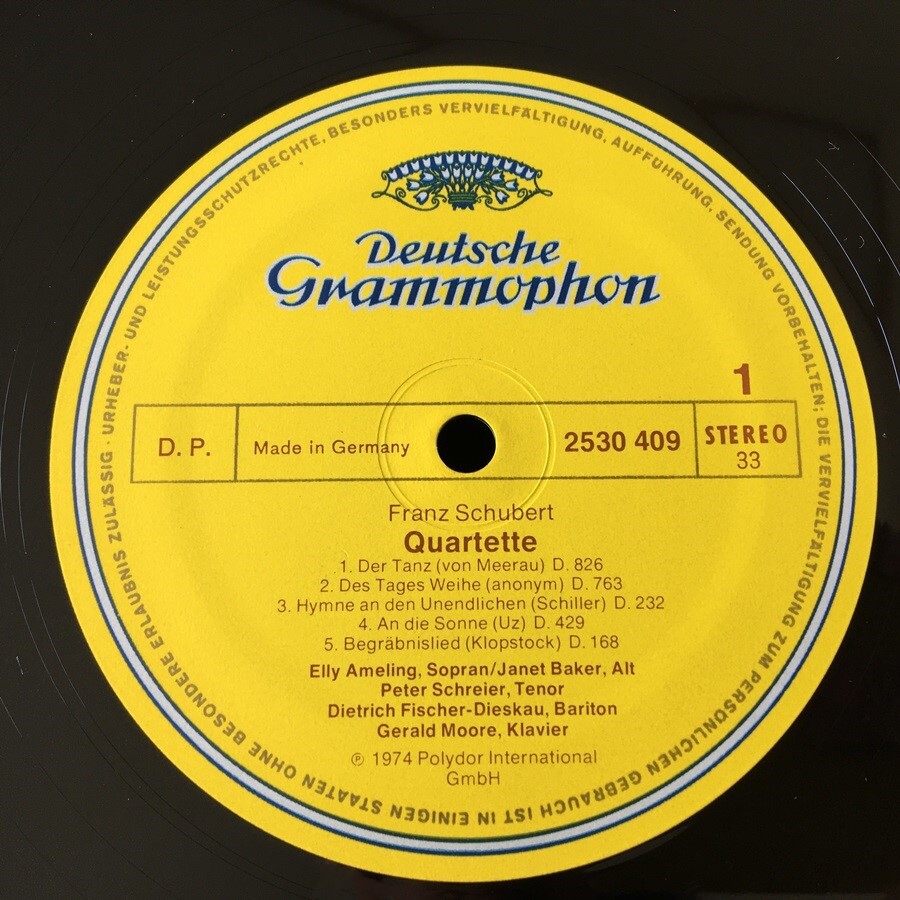 Deutsche
Grammophon
1
D. P.
Made in Germany
2530 409
STEREO
33
Franz Schubert
Quartette
1. Der Tanz (von Meerau) D. 826
2. Des Tages Weihe (anonym) D. 763
3. Hymne an den Unendlichen (Schiller) D. 232
4. An die Sonne (Uz) D. 429
5. Begräbnislied (Klopstock) D. 168
Elly Ameling, Sopran/Janet Baker, Alt
Peter Schreier, Tenor
Dietrich Fischer-Dieskau, Bariton
Gerald Moore, Klavier
℗ 1974 Polydor International
GmbH
URHEBER- UND LEISTUNGSSCHUTZRECHTE, BESONDERS VERVIELFÄLTIGUNG, AUFFÜHRUNG, SENDUNG VORBEHALTEN; DIE VERVIELFÄLTIGUNG ZUM PERSÖNLICHEN GEBRAUCH IST IN EINIGEN STAATEN OHNE BESONDERE ERLAUBNIS ZULÄSSIG ·